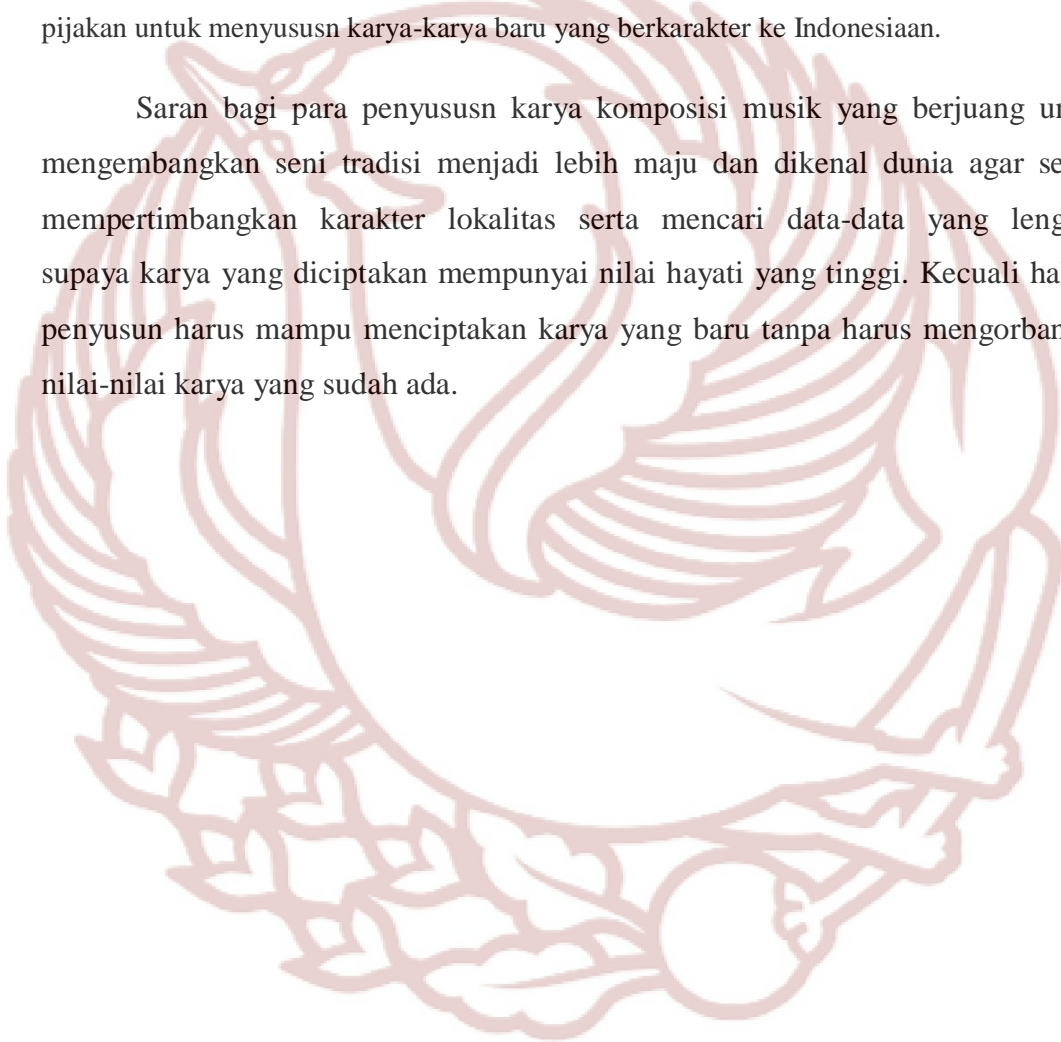 pijakan untuk menyususn karya-karya baru yang berkarakter ke Indonesiaan.
Saran bagi para penyususn karya komposisi musik yang berjuang
mengembangkan seni tradisi menjadi lebih maju dan dikenal dunia agar
mempertimbangkan karakter lokalitas serta mencari data-data yang
supaya karya yang diciptakan mempunyai nilai hayati yang tinggi. Kecuali
penyusun harus mampu menciptakan karya yang baru tanpa harus
nilai-nilai karya yang sudah ada.